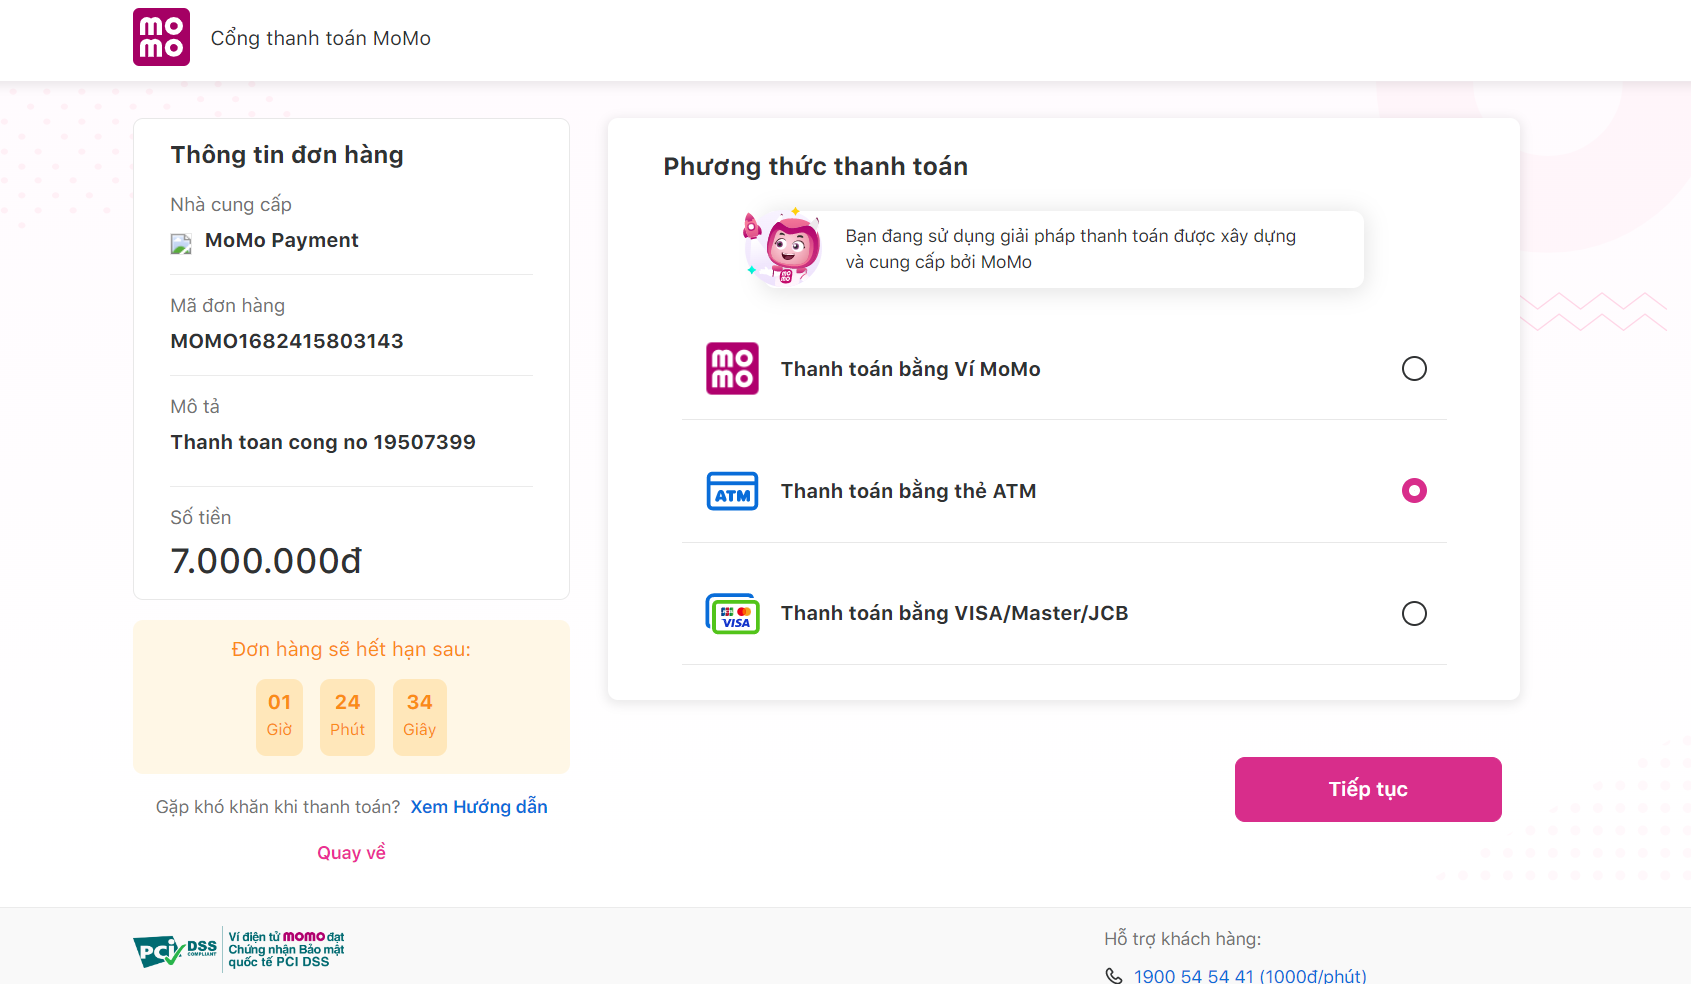 momo
Cổng thanh toán MoMo
Thông tin đơn hàng
Nhà cung cấp
MoMo Payment
Mã đơn hàng
MOMO1682415803143
Mô tả
Thanh toan cong no 19507399
Số tiền
7.000.000đ
Đơn hàng sẽ hết hạn sau:
01 24 34
Giờ Phút Giây
Gặp khó khăn khi thanh toán? Xem Hướng dẫn
Quay về
Phương thức thanh toán
momo
Bạn đang sử dụng giải pháp thanh toán được xây dựng
và cung cấp bởi MoMo
momo
Thanh toán bằng Ví MoMo
ATM
Thanh toán bằng thẻ ATM
JCB
VISA
Thanh toán bằng VISA/Master/JCB
Tiếp tục
PCI DSS
COMPLIANT
Ví điện tử momo đạt
Chứng nhận Bảo mật
quốc tế PCI DSS
Hỗ trợ khách hàng:
1900 54 54 41 (1000đ/phút)